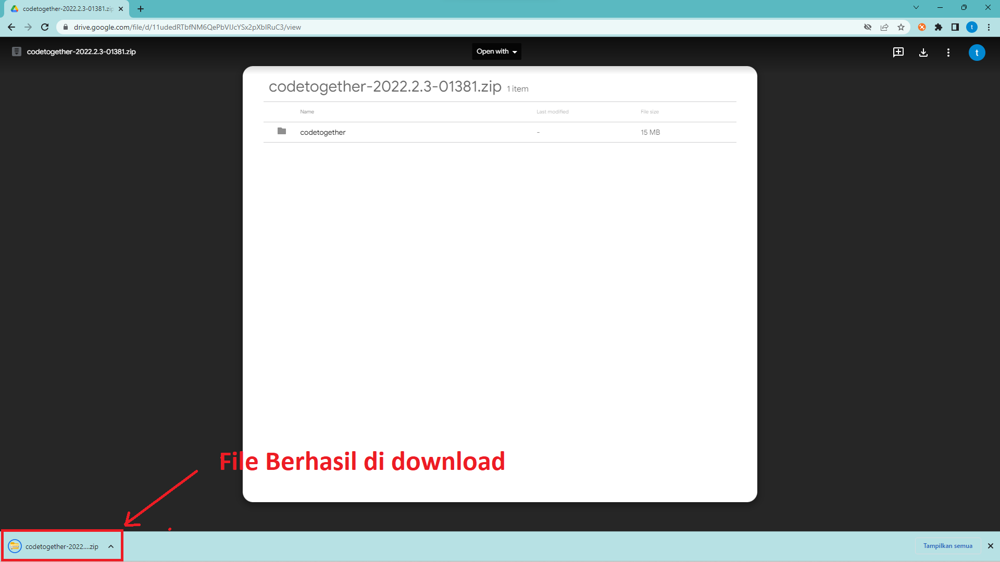 codetogether-2022.2.3-01381.zip
drive.google.com/file/d/11udedRTbfNM6QePbVIJcYSx2pXbIRuC3/view
t
codetogether-2022.2.3-01381.zip
Open with
t
codetogether-2022.2.3-01381.zip 1 item
Name Last modified File size
codetogether - 15 MB
File Berhasil di download
codetogether-2022....zip
Tampilkan semua